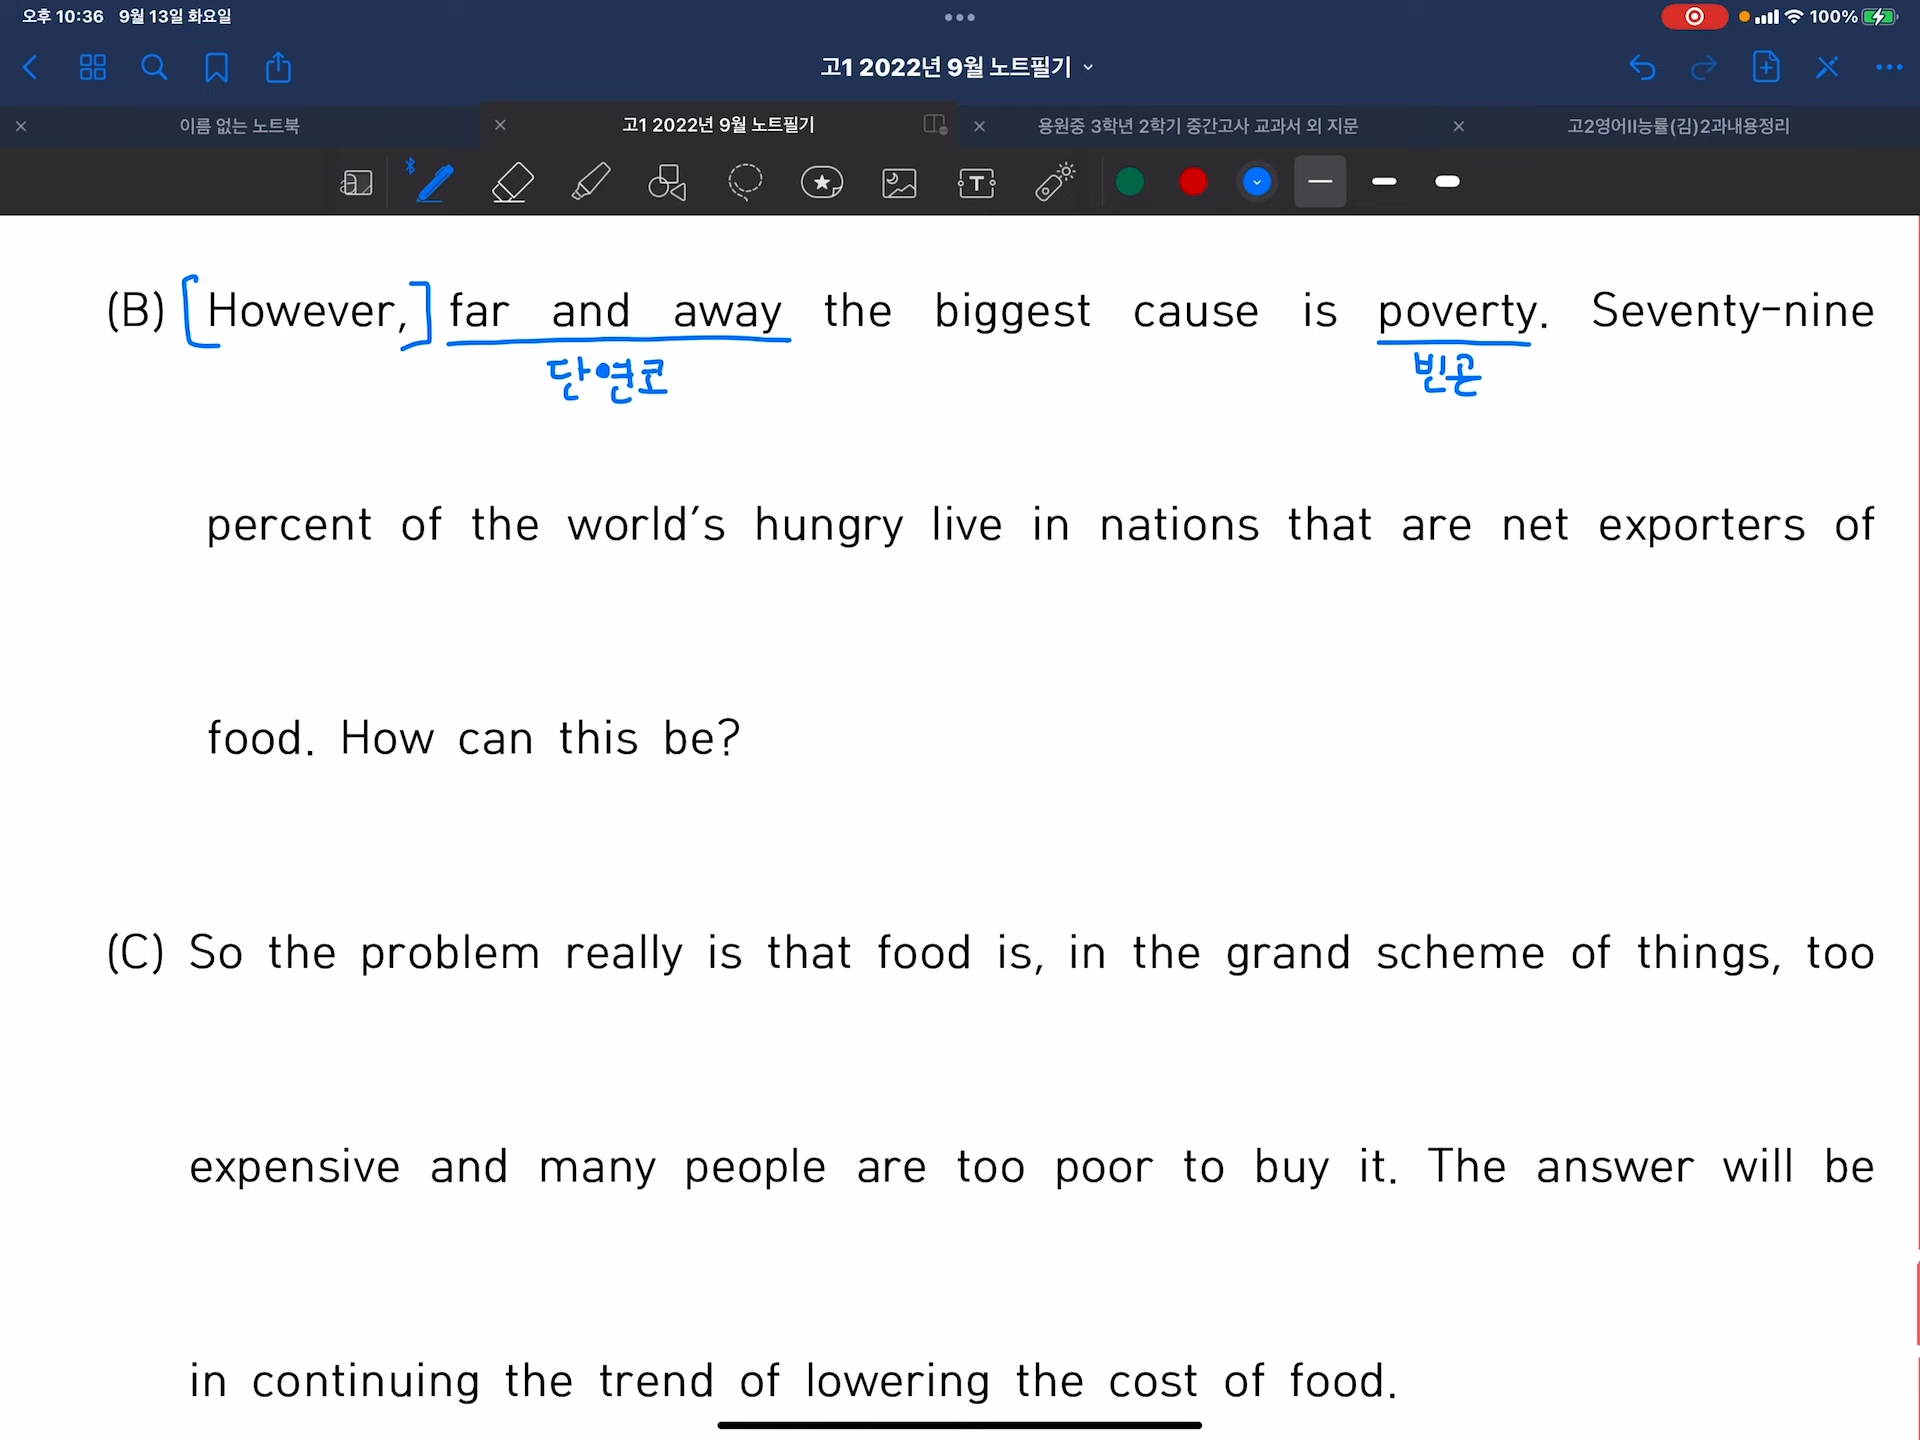 오후 10:36 9월 13일 화요일
100%
고1 2022년 9월 노트필기
이름 없는 노트북
고1 2022년 9월 노트필기
용원중 3학년 2학기 중간고사 교과서 외 지문
고2영어II능률(김)2과내용정리
(B) [However,] far and away the biggest cause is poverty. Seventy-nine
단연코 빈곤
percent of the world's hungry live in nations that are net exporters of
food. How can this be?
(C) So the problem really is that food is, in the grand scheme of things, too
expensive and many people are too poor to buy it. The answer will be
in continuing the trend of lowering the cost of food.